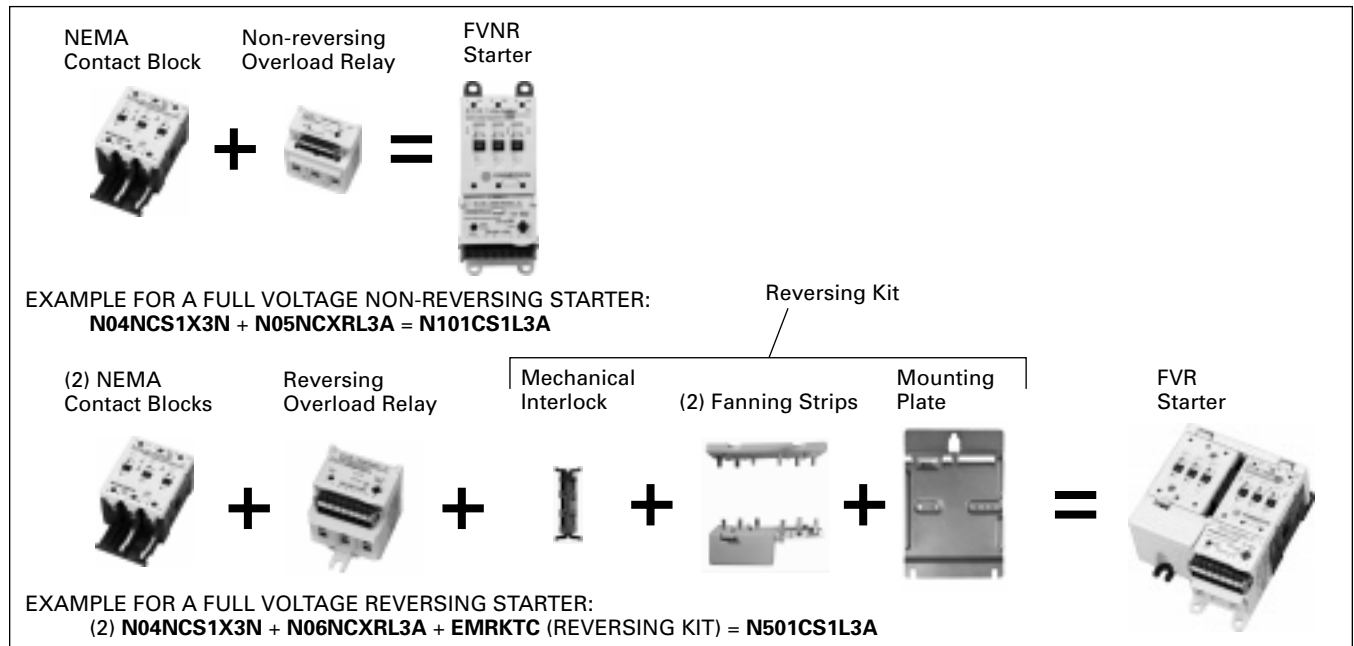 NEMA
Contact Block
Non-reversing
Overload Relay
FVNR
Starter
EXAMPLE FOR A FULL VOLTAGE NON-REVERSING STARTER:
N04NCS1X3N + N05NCXRL3A = N101CS1L3A
Reversing Kit
(2) NEMA
Contact Blocks
Reversing
Overload Relay
Mechanical
Interlock
(2) Fanning Strips
Mounting
Plate
FVR
Starter
EXAMPLE FOR A FULL VOLTAGE REVERSING STARTER:
(2) N04NCS1X3N + N06NCXRL3A + EMRKTC (REVERSING KIT) = N501CS1L3A